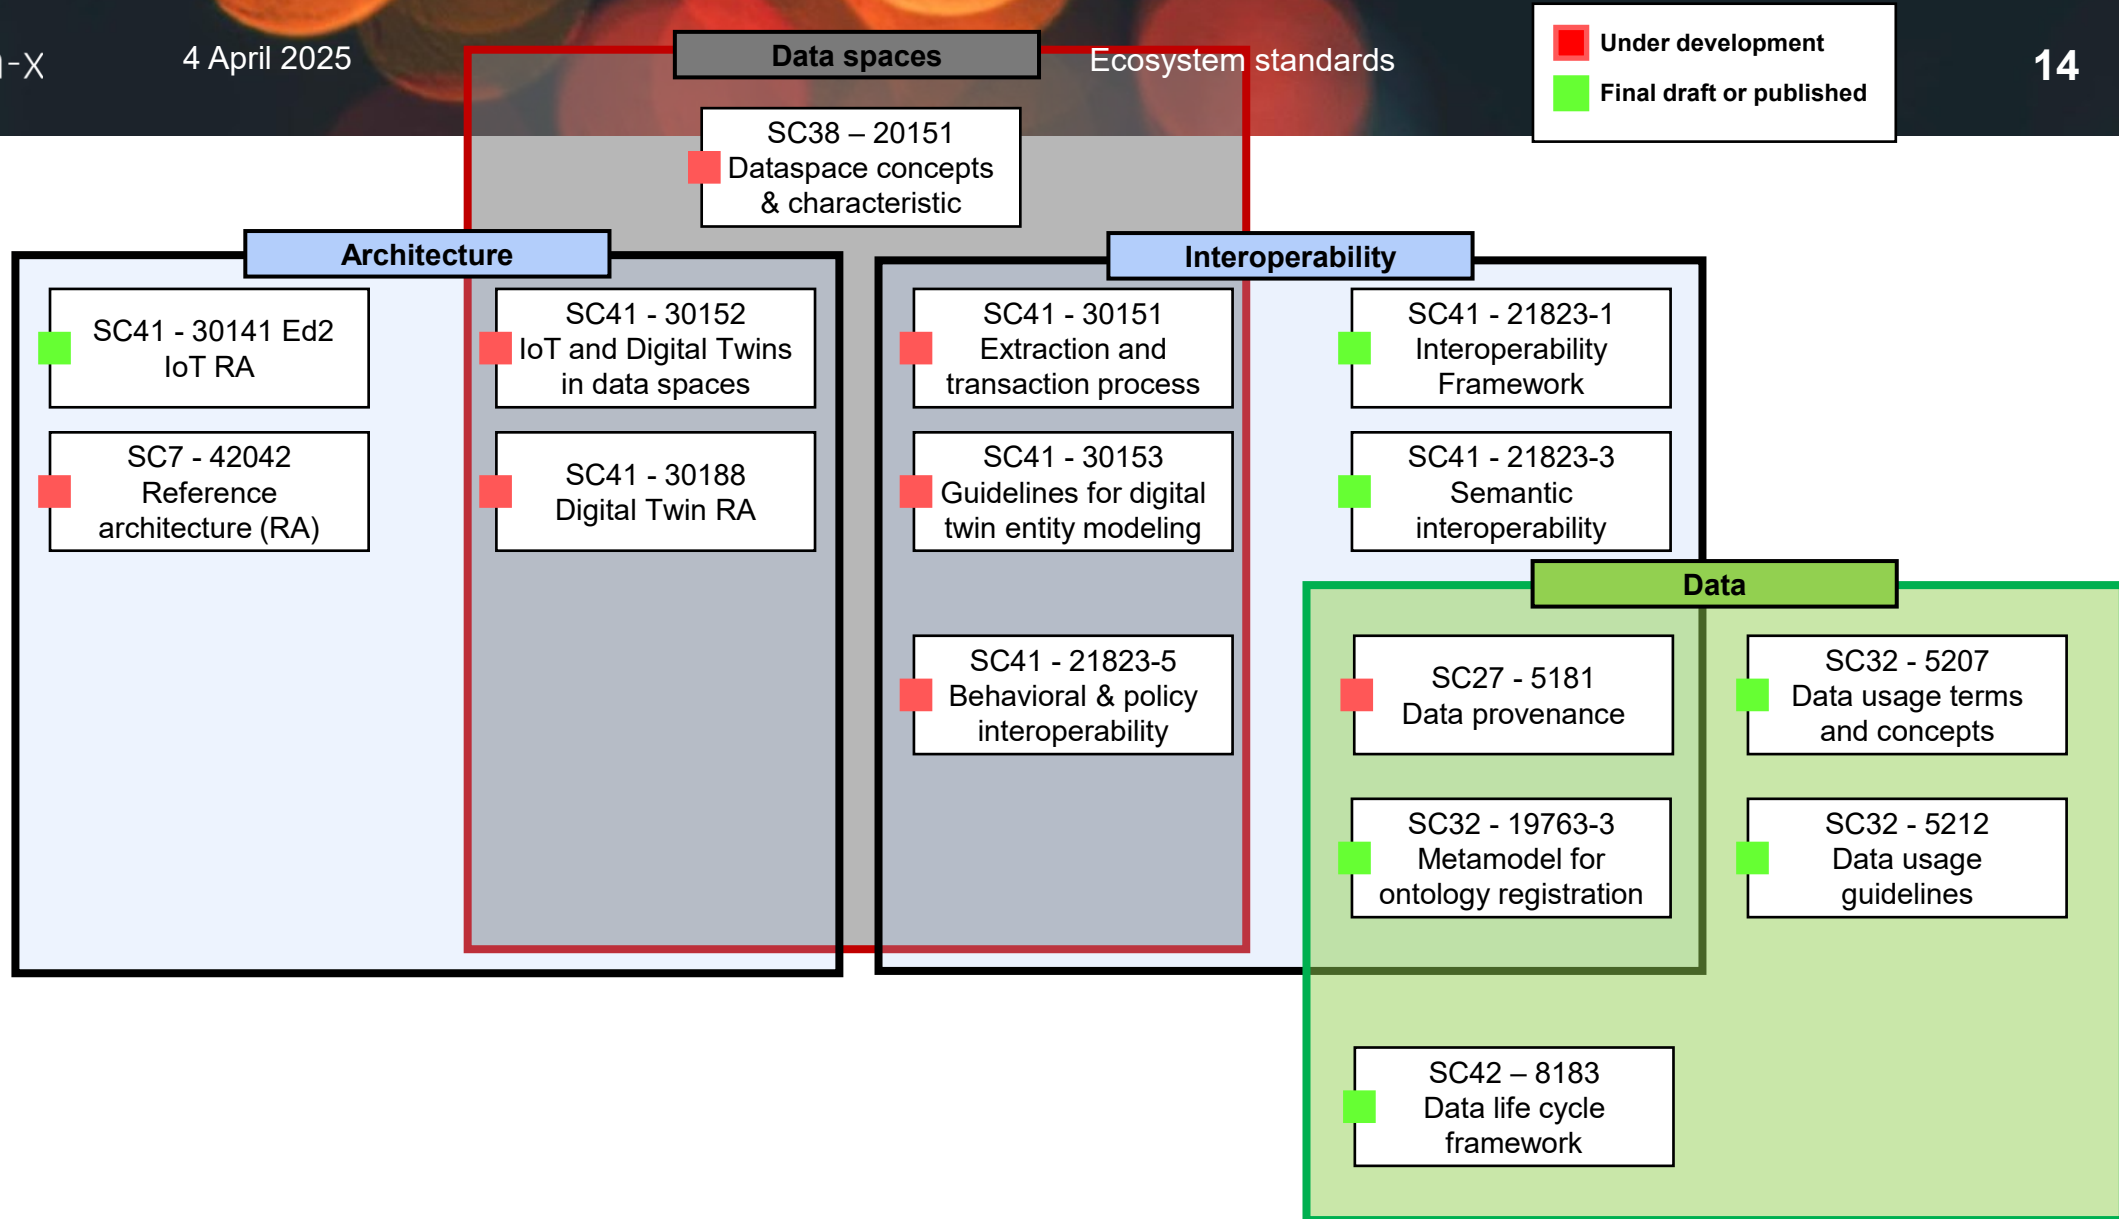 4 April 2025
Data spaces
Ecosystem standards
14
Under development
Final draft or published
SC38 – 20151
Dataspace concepts
& characteristic
Architecture
SC41 - 30141 Ed2
IoT RA
SC7 - 42042
Reference
architecture (RA)
SC41 - 30152
IoT and Digital Twins
in data spaces
SC41 - 30188
Digital Twin RA
Interoperability
SC41 - 30151
Extraction and
transaction process
SC41 - 30153
Guidelines for digital
twin entity modeling
SC41 - 21823-5
Behavioral & policy
interoperability
SC41 - 21823-1
Interoperability
Framework
SC41 - 21823-3
Semantic
interoperability
Data
SC27 - 5181
Data provenance
SC32 - 5207
Data usage terms
and concepts
SC32 - 19763-3
Metamodel for
ontology registration
SC32 - 5212
Data usage
guidelines
SC42 – 8183
Data life cycle
framework